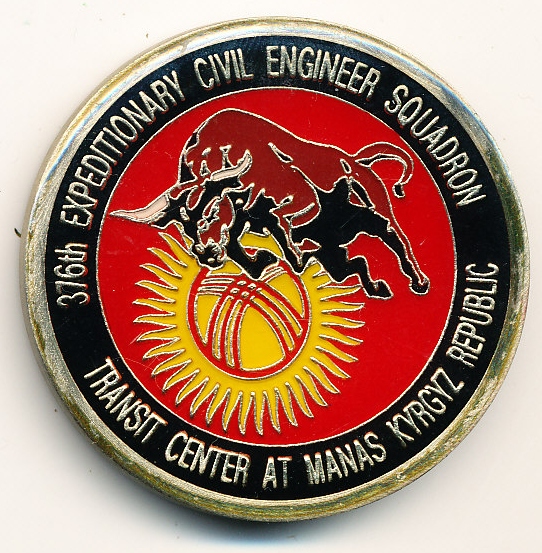 376th EXPEDITIONARY CIVIL ENGINEER SQUADRON
TRANSIT CENTER AT MANAS KYRGYZ REPUBLIC